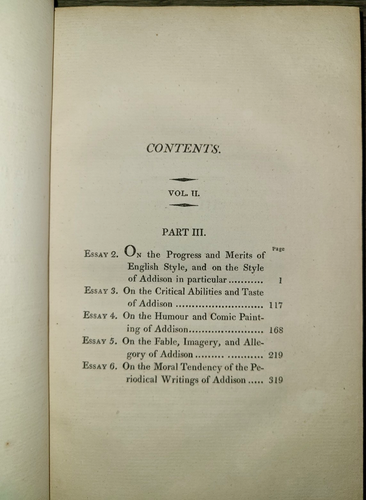 CONTENTS.
VOL. II.
PART III.
Page
ESSAY 2. ON the Progress and Merits of
English Style, and on the Style
of Addison in particular ........... 1
ESSAY 3. On the Critical Abilities and Taste
of Addison ............................ 117
ESSAY 4. On the Humour and Comic Paint-
ing of Addison........................ 168
ESSAY 5. On the Fable, Imagery, and Alle-
gory of Addison .......... ............ 219
ESSAY 6. On the Moral Tendency of the Pe-
riodical Writings of Addison ..... 319